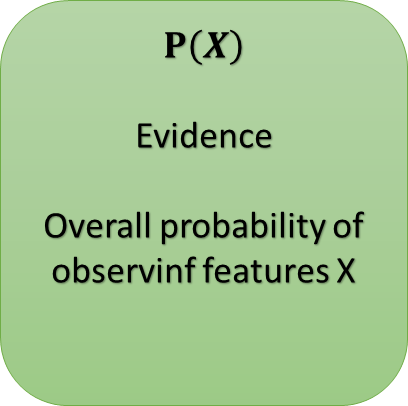 P(X)
Evidence
Overall probability of
observinf features X